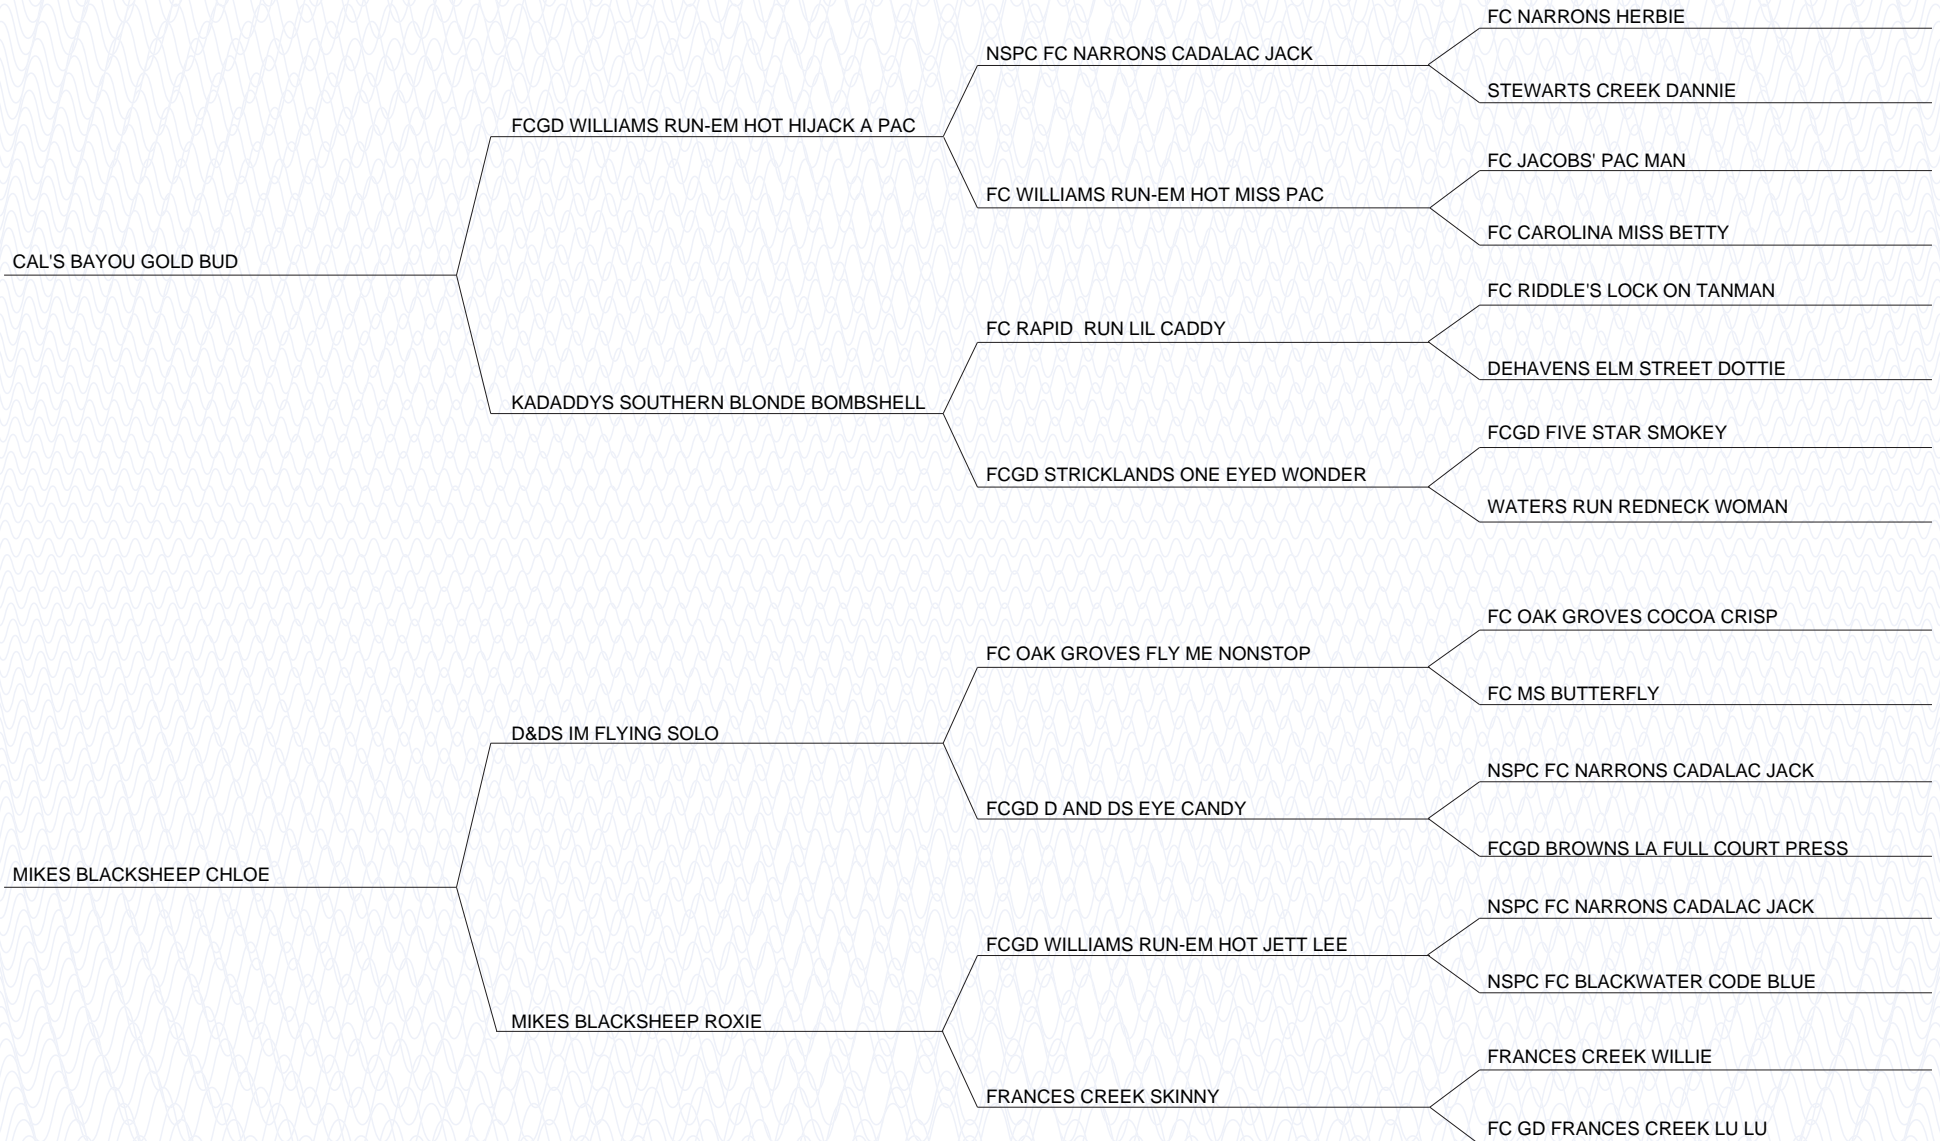 FC NARRONS HERBIE
NSPC FC NARRONS CADALAC JACK
STEWARTS CREEK DANNIE
FCGD WILLIAMS RUN-EM HOT HIJACK A PAC
FC JACOBS' PAC MAN
FC WILLIAMS RUN-EM HOT MISS PAC
FC CAROLINA MISS BETTY
CAL'S BAYOU GOLD BUD
FC RIDDLE'S LOCK ON TANMAN
FC RAPID  RUN LIL CADDY
DEHAVENS ELM STREET DOTTIE
KADADDYS SOUTHERN BLONDE BOMBSHELL
FCGD FIVE STAR SMOKEY
FCGD STRICKLANDS ONE EYED WONDER
WATERS RUN REDNECK WOMAN
FC OAK GROVES COCOA CRISP
FC OAK GROVES FLY ME NONSTOP
FC MS BUTTERFLY
D&DS IM FLYING SOLO
NSPC FC NARRONS CADALAC JACK
FCGD D AND DS EYE CANDY
FCGD BROWNS LA FULL COURT PRESS
MIKES BLACKSHEEP CHLOE
NSPC FC NARRONS CADALAC JACK
FCGD WILLIAMS RUN-EM HOT JETT LEE
NSPC FC BLACKWATER CODE BLUE
MIKES BLACKSHEEP ROXIE
FRANCES CREEK WILLIE
FRANCES CREEK SKINNY
FC GD FRANCES CREEK LU LU